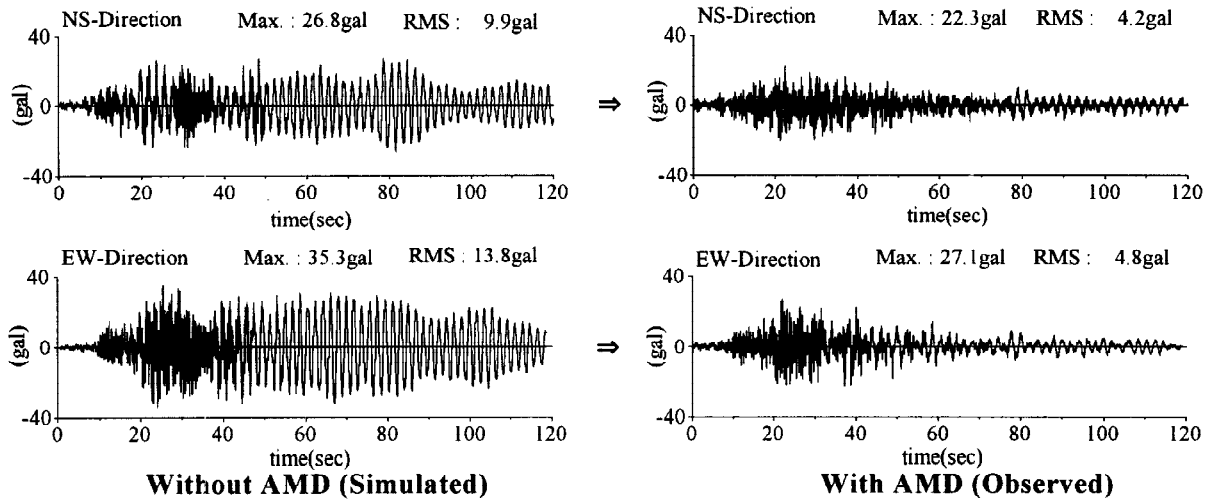 NS-Direction Max. : 26.8gal RMS : 9.9gal
40
0
-40
(gal)
0 20 40 60 80 100 120
time(sec)
⇒
NS-Direction Max. : 22.3gal RMS : 4.2gal
40
0
-40
(gal)
0 20 40 60 80 100 120
time(sec)
EW-Direction Max. : 35.3gal RMS : 13.8gal
40
0
-40
(gal)
0 20 40 60 80 100 120
time(sec)
⇒
EW-Direction Max. : 27.1gal RMS : 4.8gal
40
0
-40
(gal)
0 20 40 60 80 100 120
time(sec)
Without AMD (Simulated)
With AMD (Observed)